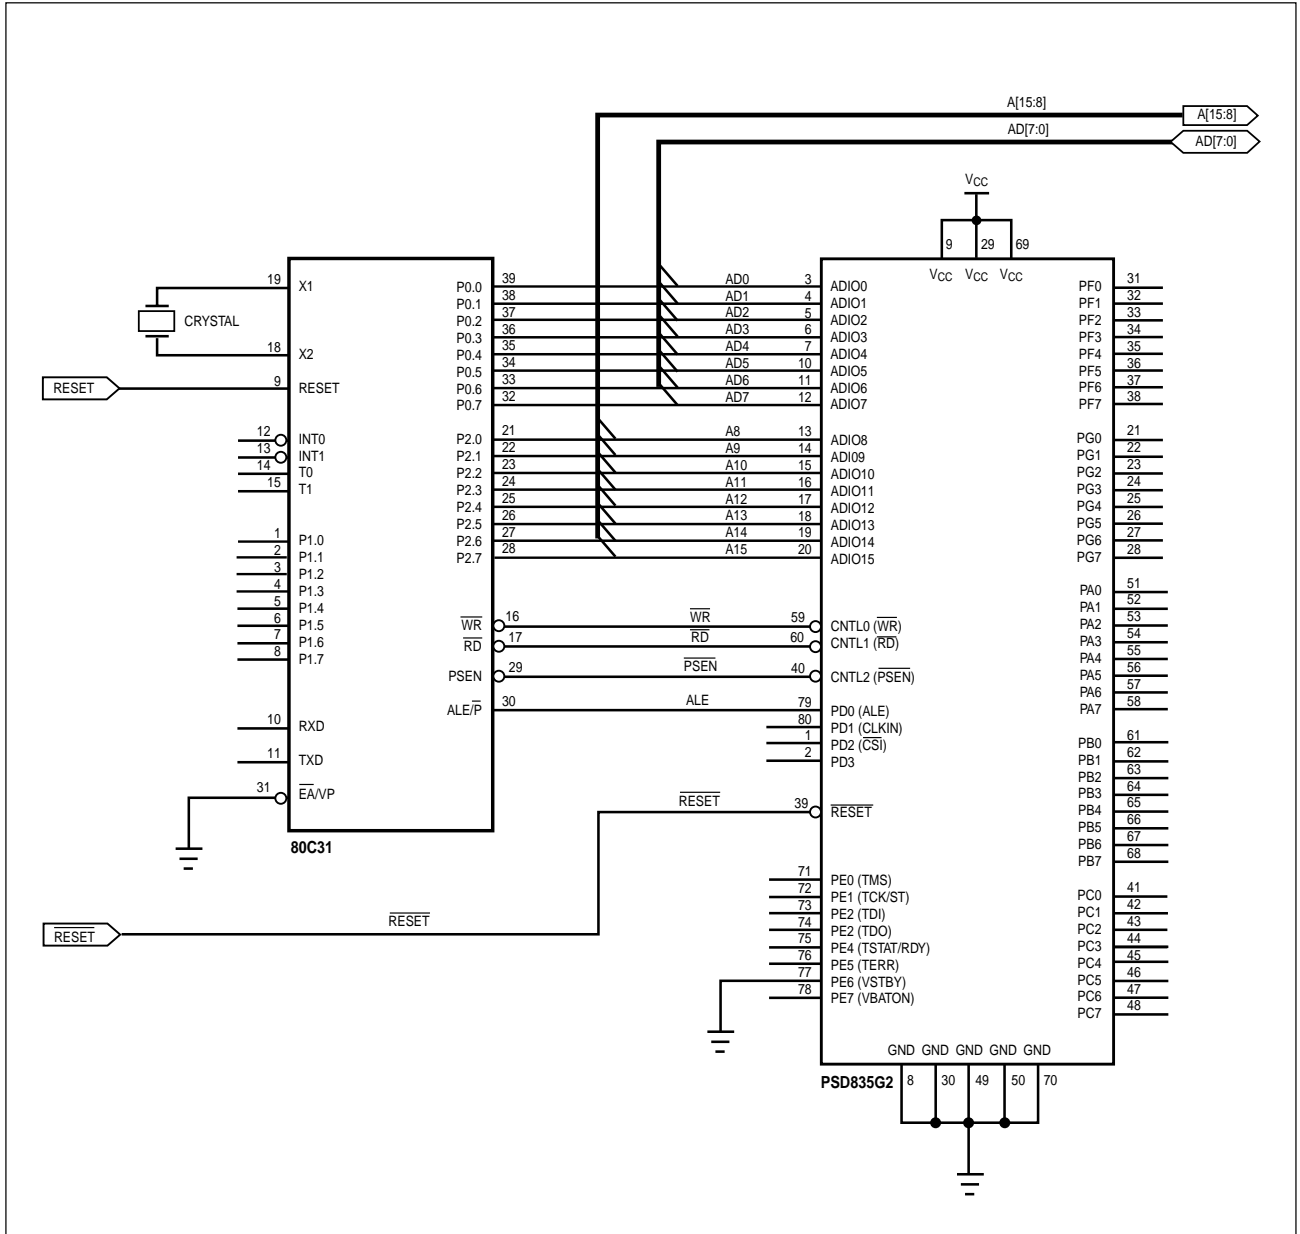 A[15:8]
A[15:8]
AD[7:0]
AD[7:0]
VCC
9 29 69
VCC VCC VCC
19 X1
CRYSTAL
18 X2
RESET
9 RESET
12 INT0
13 INT1
14 T0
15 T1
1 P1.0
2 P1.1
3 P1.2
4 P1.3
5 P1.4
6 P1.5
7 P1.6
8 P1.7
10 RXD
11 TXD
31 EA/VP
80C31
P0.0 39 AD0 3 ADIO0
P0.1 38 AD1 4 ADIO1
P0.2 37 AD2 5 ADIO2
P0.3 36 AD3 6 ADIO3
P0.4 35 AD4 7 ADIO4
P0.5 34 AD5 10 ADIO5
P0.6 33 AD6 11 ADIO6
P0.7 32 AD7 12 ADIO7
P2.0 21 A8 13 ADIO8
P2.1 22 A9 14 ADI09
P2.2 23 A10 15 ADIO10
P2.3 24 A11 16 ADIO11
P2.4 25 A12 17 ADIO12
P2.5 26 A13 18 ADIO13
P2.6 27 A14 19 ADIO14
P2.7 28 A15 20 ADIO15
WR 16 WR 59 CNTL0 (WR)
RD 17 RD 60 CNTL1 (RD)
PSEN 29 PSEN 40 CNTL2 (PSEN)
ALE/P 30 ALE 79 PD0 (ALE)
80 PD1 (CLKIN)
1 PD2 (CSI)
2 PD3
RESET 39 RESET
RESET
RESET
71 PE0 (TMS)
72 PE1 (TCK/ST)
73 PE2 (TDI)
74 PE2 (TDO)
75 PE4 (TSTAT/RDY)
76 PE5 (TERR)
77 PE6 (VSTBY)
78 PE7 (VBATON)
PF0 31
PF1 32
PF2 33
PF3 34
PF4 35
PF5 36
PF6 37
PF7 38
PG0 21
PG1 22
PG2 23
PG3 24
PG4 25
PG5 26
PG6 27
PG7 28
PA0 51
PA1 52
PA2 53
PA3 54
PA4 55
PA5 56
PA6 57
PA7 58
PB0 61
PB1 62
PB2 63
PB3 64
PB4 65
PB5 66
PB6 67
PB7 68
PC0 41
PC1 42
PC2 43
PC3 44
PC4 45
PC5 46
PC6 47
PC7 48
GND GND GND GND GND
PSD835G2
8 30 49 50 70